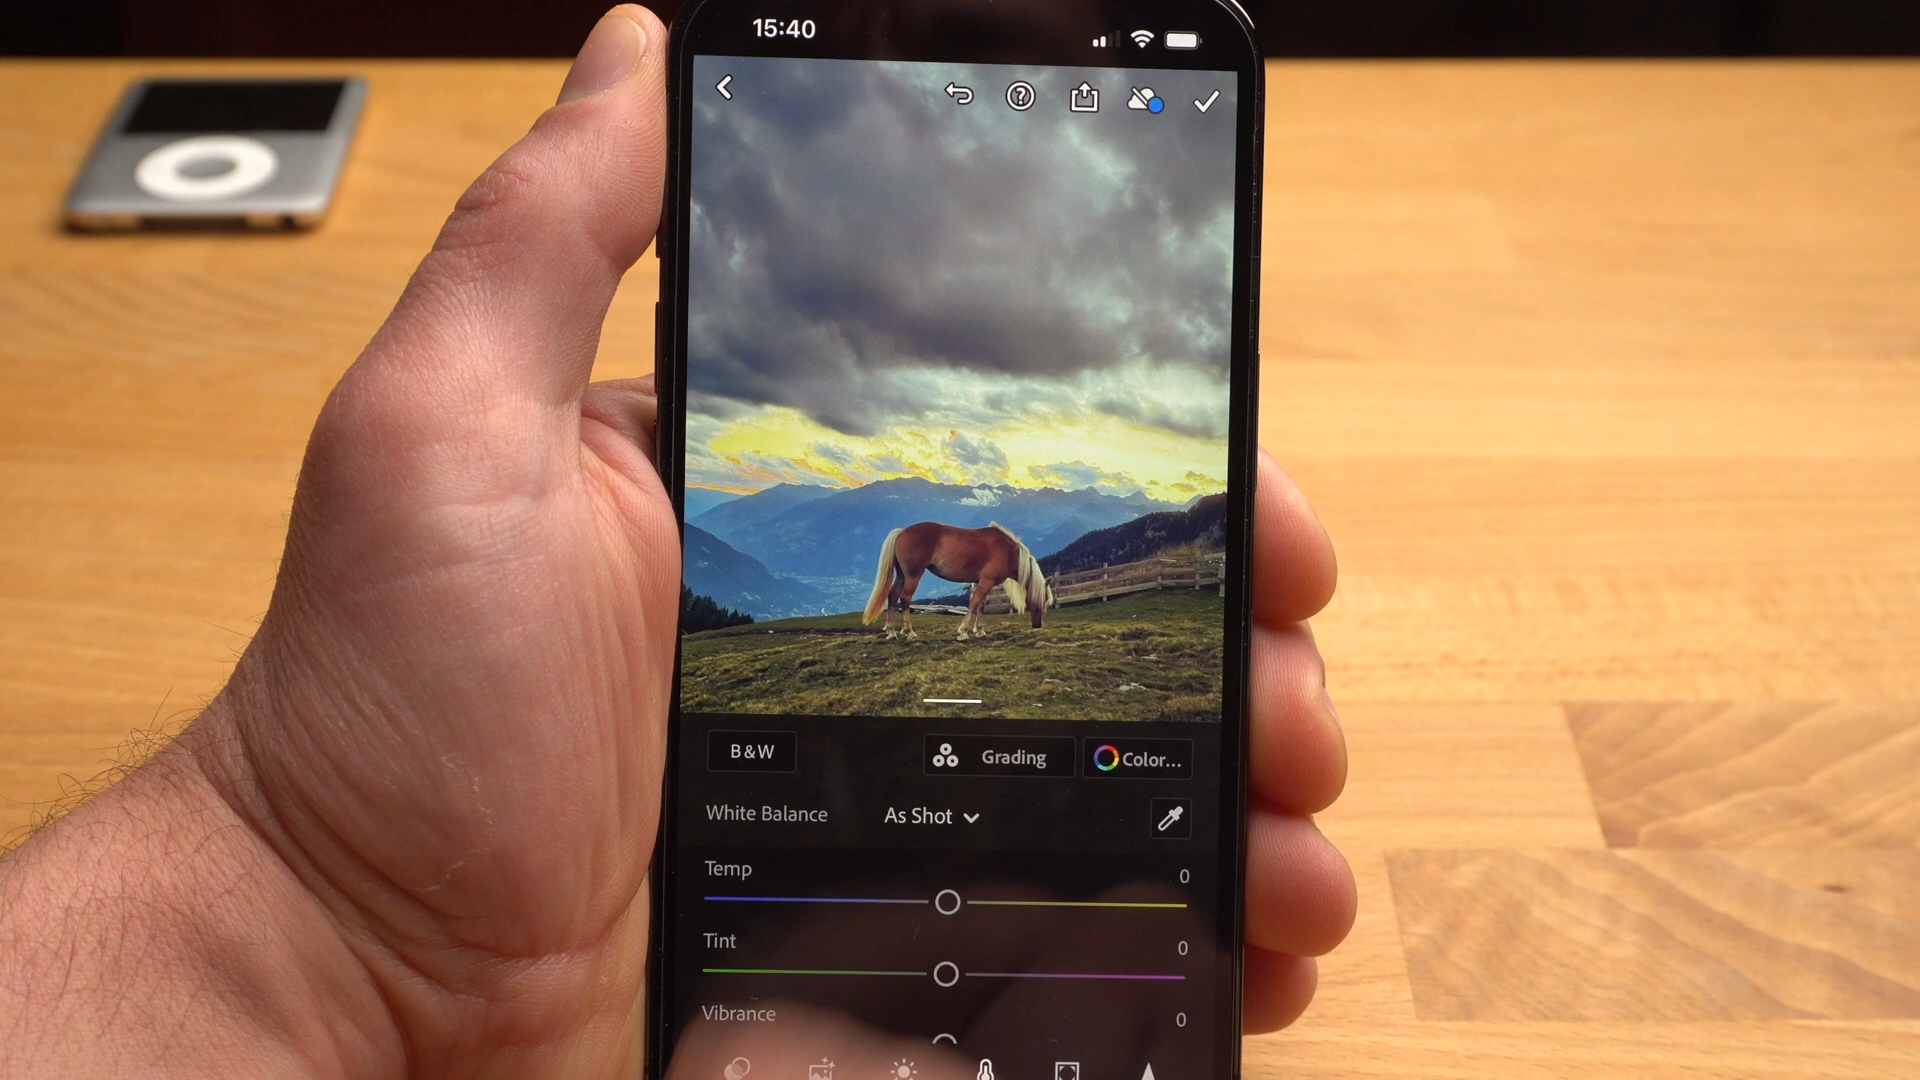 15:40
B&W
Grading
Color...
White Balance
As Shot
Temp
0
Tint
0
Vibrance
0